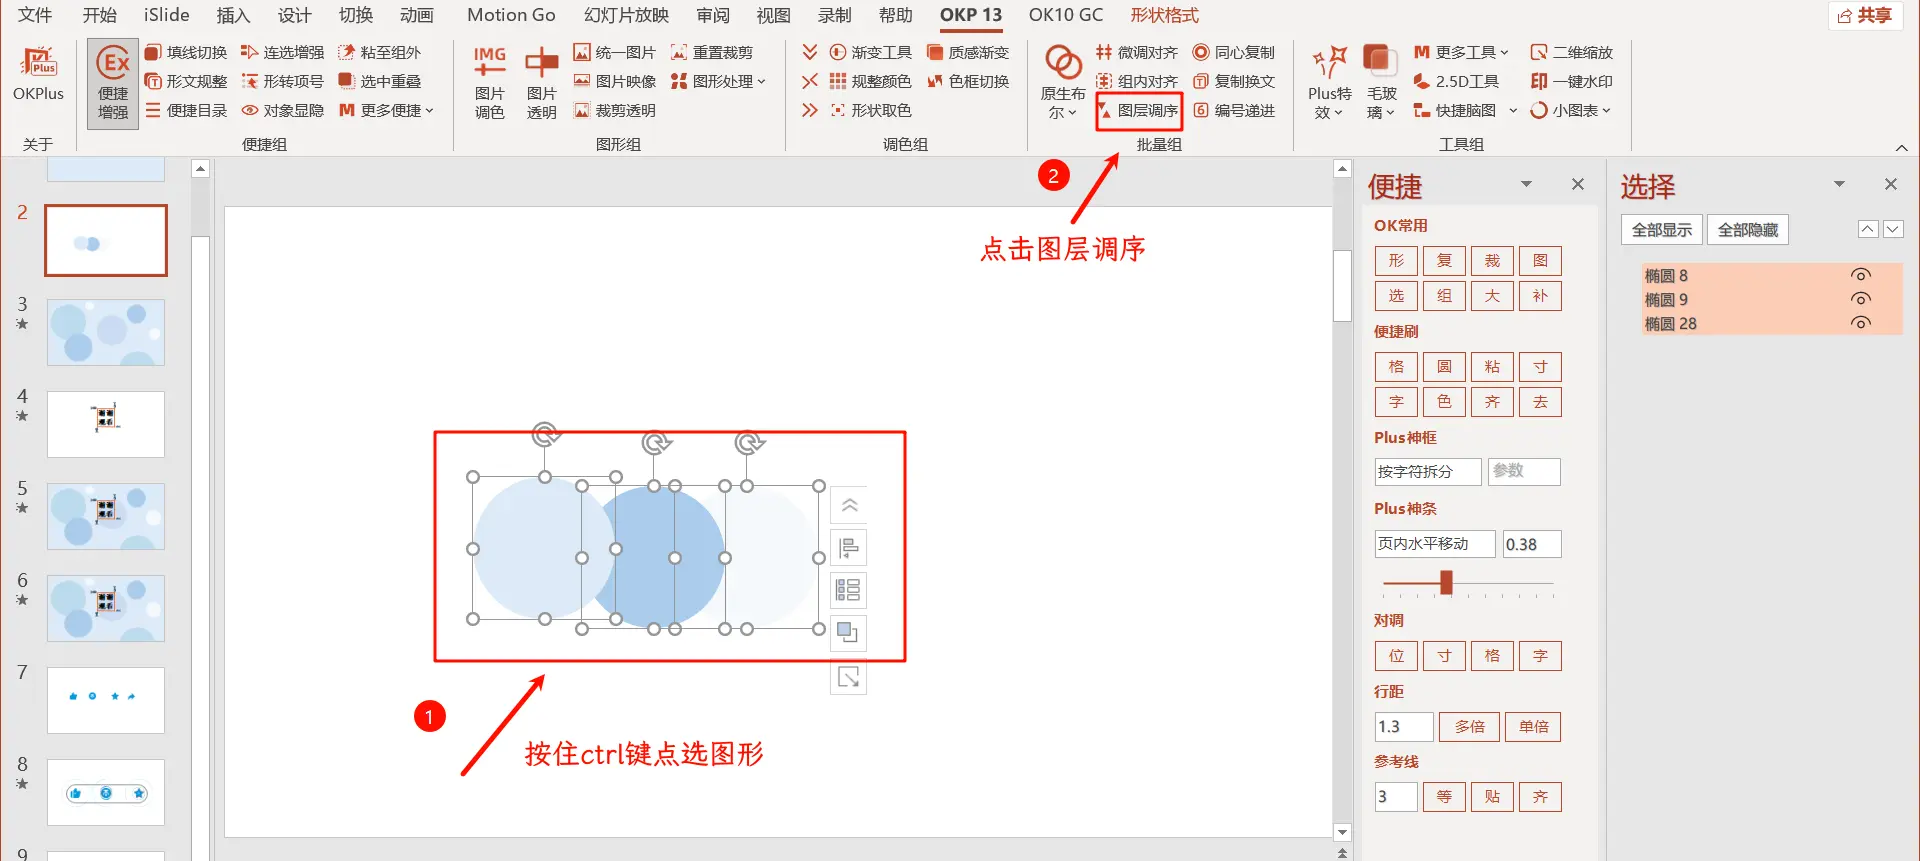 文件 开始 iSlide 插入 设计 切换 动画 Motion Go 幻灯片放映 审阅 视图 录制 帮助 OKP 13 OK10 GC 形状格式 共享
填线切换 连选增强 粘至组外 统一图片 重置裁剪 渐变工具 质感渐变 微调对齐 同心复制 更多工具 二维缩放
Plus Ex IMG
形文规整 形转项号 选中重叠 图片映像 图形处理 规整颜色 色框切换 组内对齐 复制换文 2.5D工具 一键水印
OKPlus 便捷 图片 图片 原生布 Plus特 毛玻
增强 调色 透明 尔 效 璃
便捷目录 对象显隐 更多便捷 裁剪透明 形状取色 图层调序 编号递进 快捷脑图 小图表
关于 便捷组 图形组 调色组 批量组 工具组
2
点击图层调序
1
按住ctrl键点选图形
2
3
4
5
6
7
8
9
便捷
OK常用
形 复 裁 图
选 组 大 补
便捷刷
格 圆 粘 寸
字 色 齐 去
Plus神框
按字符拆分 参数
Plus神条
页内水平移动 0.38
对调
位 寸 格 字
行距
1.3 多倍 单倍
参考线
3 等 贴 齐
选择
全部显示 全部隐藏
椭圆 8
椭圆 9
椭圆 28